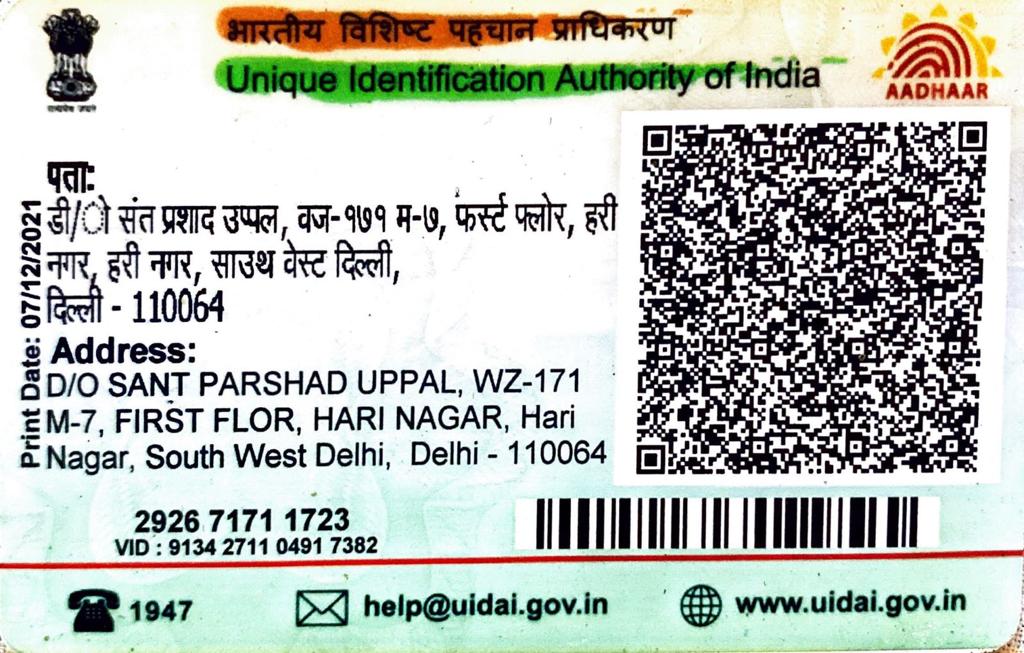 भारतीय विशिष्ट पहचान प्राधिकरण
Unique Identification Authority of India
AADHAAR
सत्यमेव जयते
पता:
डी/ो संत प्रशाद उप्पल, वज-१७१ म-७, फर्स्ट फ्लोर, हरी
नगर, हरी नगर, साउथ वेस्ट दिल्ली,
दिल्ली - 110064
Address:
D/O SANT PARSHAD UPPAL, WZ-171
M-7, FIRST FLOR, HARI NAGAR, Hari
Nagar, South West Delhi, Delhi - 110064
Print Date: 07/12/2021
2926 7171 1723
VID : 9134 2711 0491 7382
1947
help@uidai.gov.in
www.uidai.gov.in